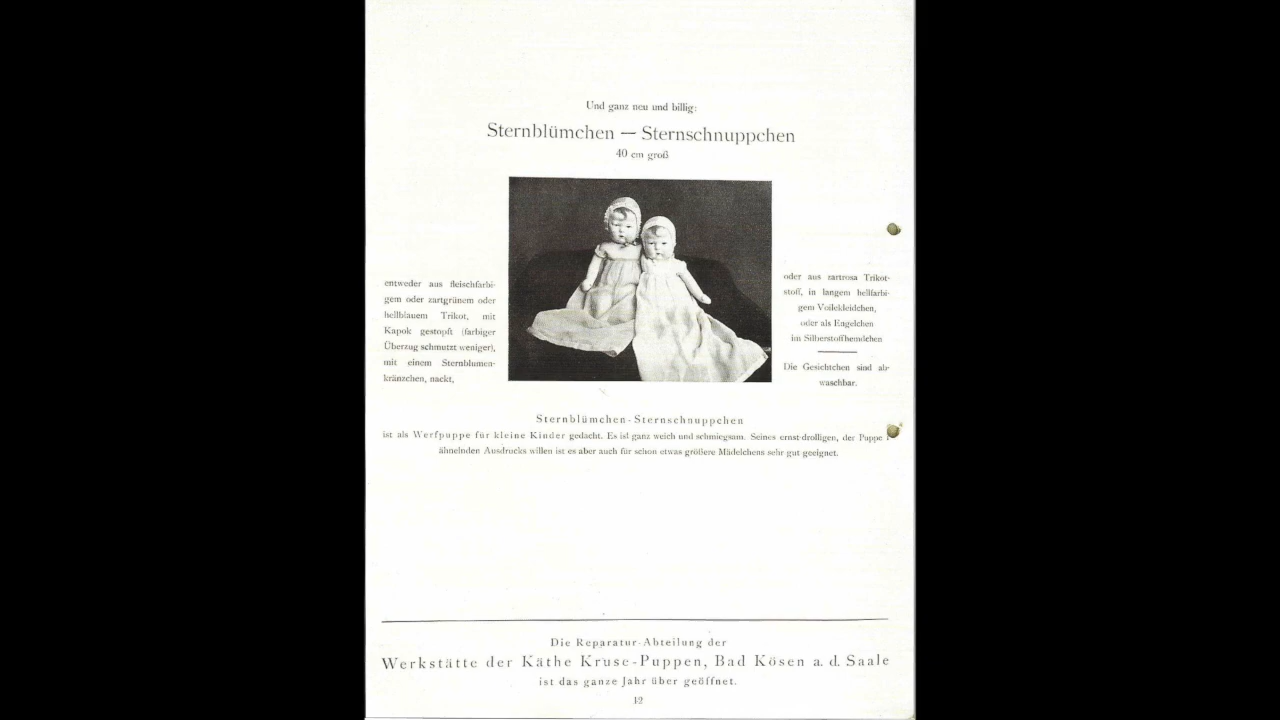 Und ganz neu und billig:
Sternblümchen — Sternschnuppchen
40 cm groß
entweder aus fleischfarbi-
gem oder zartgrünem oder
hellblauem Trikot, mit
Kapok gestopft (farbiger
Überzug schmutzt weniger),
mit einem Sternblumen-
kränzchen, nackt,
oder aus zartrosa Trikot-
stoff, in langem hellfarbi-
gem Voilekleidchen,
oder als Engelchen
im Silberstoffhemdchen
Die Gesichtchen sind ab-
waschbar.
Sternblümchen-Sternschnuppchen
ist als Werfpuppe für kleine Kinder gedacht. Es ist ganz weich und schmiegsam. Seines ernst-drolligen, der Puppe
ähnelnden Ausdrucks willen ist es aber auch für schon etwas größere Mädelchens sehr gut geeignet.
Die Reparatur-Abteilung der
Werkstätte der Käthe Kruse-Puppen, Bad Kösen a. d. Saale
ist das ganze Jahr über geöffnet.
12